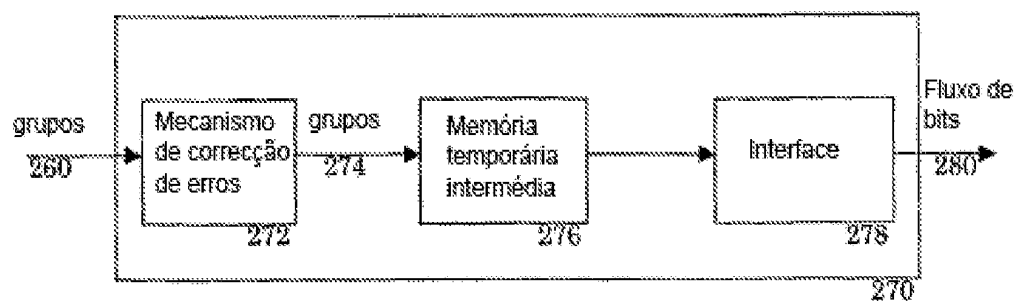 grupos
260
Mecanismo
de correcção
de erros
272
grupos
274
Memória
temporária
intermédia
276
Interface
278
Fluxo de
bits
280
270